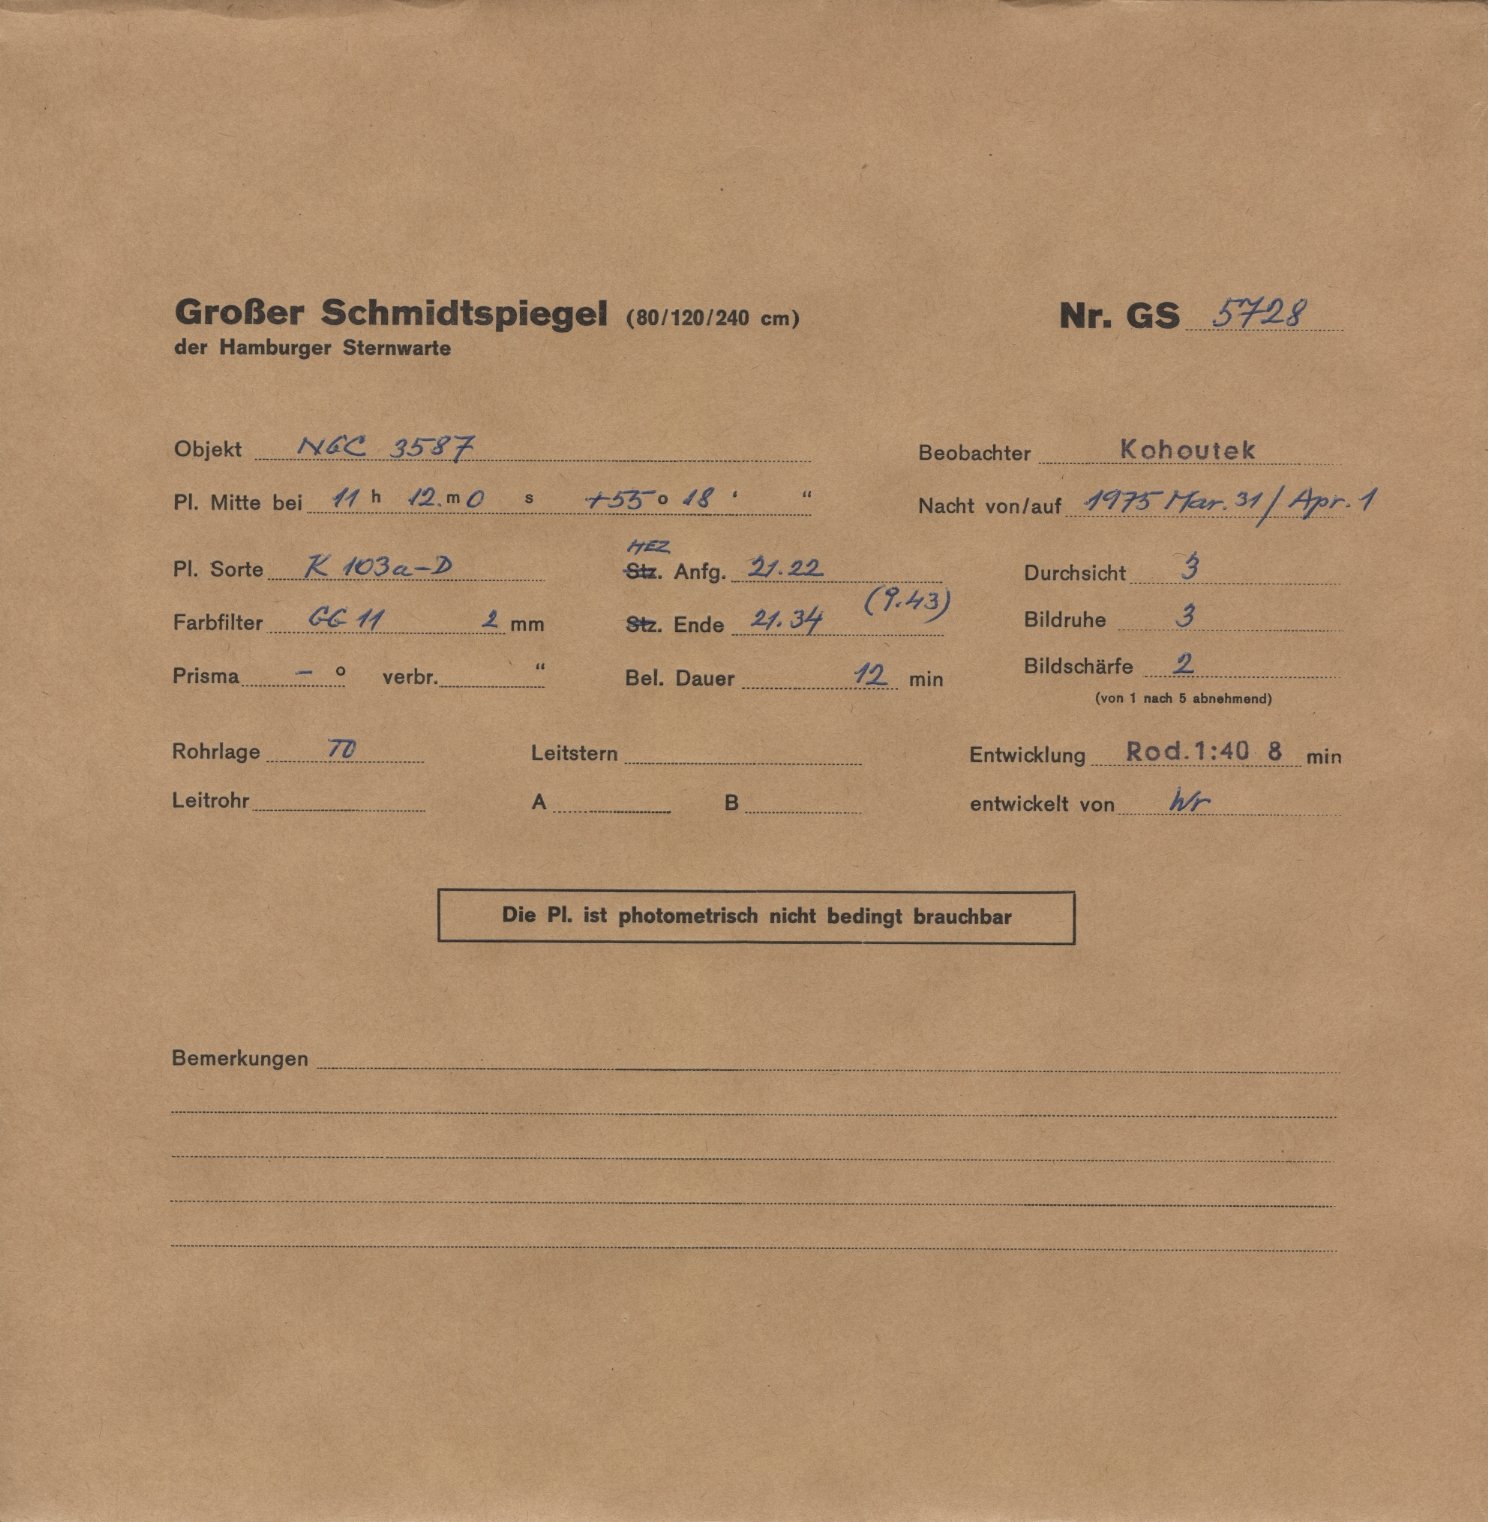 Großer Schmidtspiegel (80/120/240 cm) Nr. GS 5728
der Hamburger Sternwarte
Objekt NGC 3587 Beobachter Kohoutek
Pl. Mitte bei 11 h 12. m 0 s +55 o 18 ' “ Nacht von/auf 1975 Mar. 31 / Apr. 1
MEZ
Pl. Sorte K 103a-D Stz. Anfg. 21.22 Durchsicht 3
(9.43)
Farbfilter GG 11 2 mm Stz. Ende 21.34 Bildruhe 3
Prisma – o verbr. “ Bel. Dauer 12 min Bildschärfe 2
(von 1 nach 5 abnehmend)
Rohrlage TO Leitstern Entwicklung Rod. 1:40 8 min
Leitrohr A B entwickelt von Wr
Die Pl. ist photometrisch nicht bedingt brauchbar
Bemerkungen